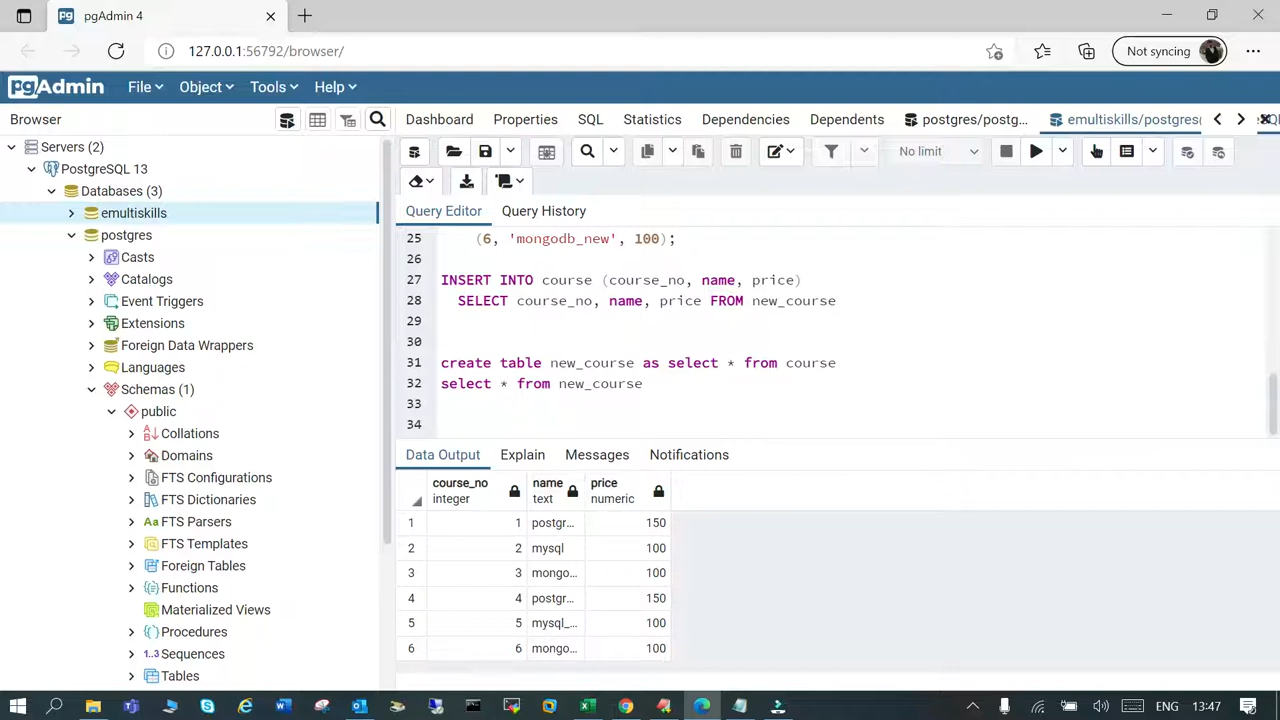 pgAdmin 4
127.0.0.1:56792/browser/
Not syncing
pgAdmin
File
Object
Tools
Help
Browser
Dashboard
Properties
SQL
Statistics
Dependencies
Dependents
postgres/postg...
emultiskills/postgres
Servers (2)
PostgreSQL 13
Databases (3)
emultiskills
postgres
Casts
Catalogs
Event Triggers
Extensions
Foreign Data Wrappers
Languages
Schemas (1)
public
Collations
Domains
FTS Configurations
FTS Dictionaries
FTS Parsers
FTS Templates
Foreign Tables
Functions
Materialized Views
Procedures
1..3 Sequences
Tables
No limit
Query Editor
Query History
25 (6, 'mongodb_new', 100);
26
27 INSERT INTO course (course_no, name, price)
28 SELECT course_no, name, price FROM new_course
29
30
31 create table new_course as select * from course
32 select * from new_course
33
34
Data Output
Explain
Messages
Notifications
course_no integer
name text
price numeric
1 1 postgr... 150
2 2 mysql 100
3 3 mongo... 100
4 4 postgr... 150
5 5 mysql_... 100
6 6 mongo... 100
ENG
13:47